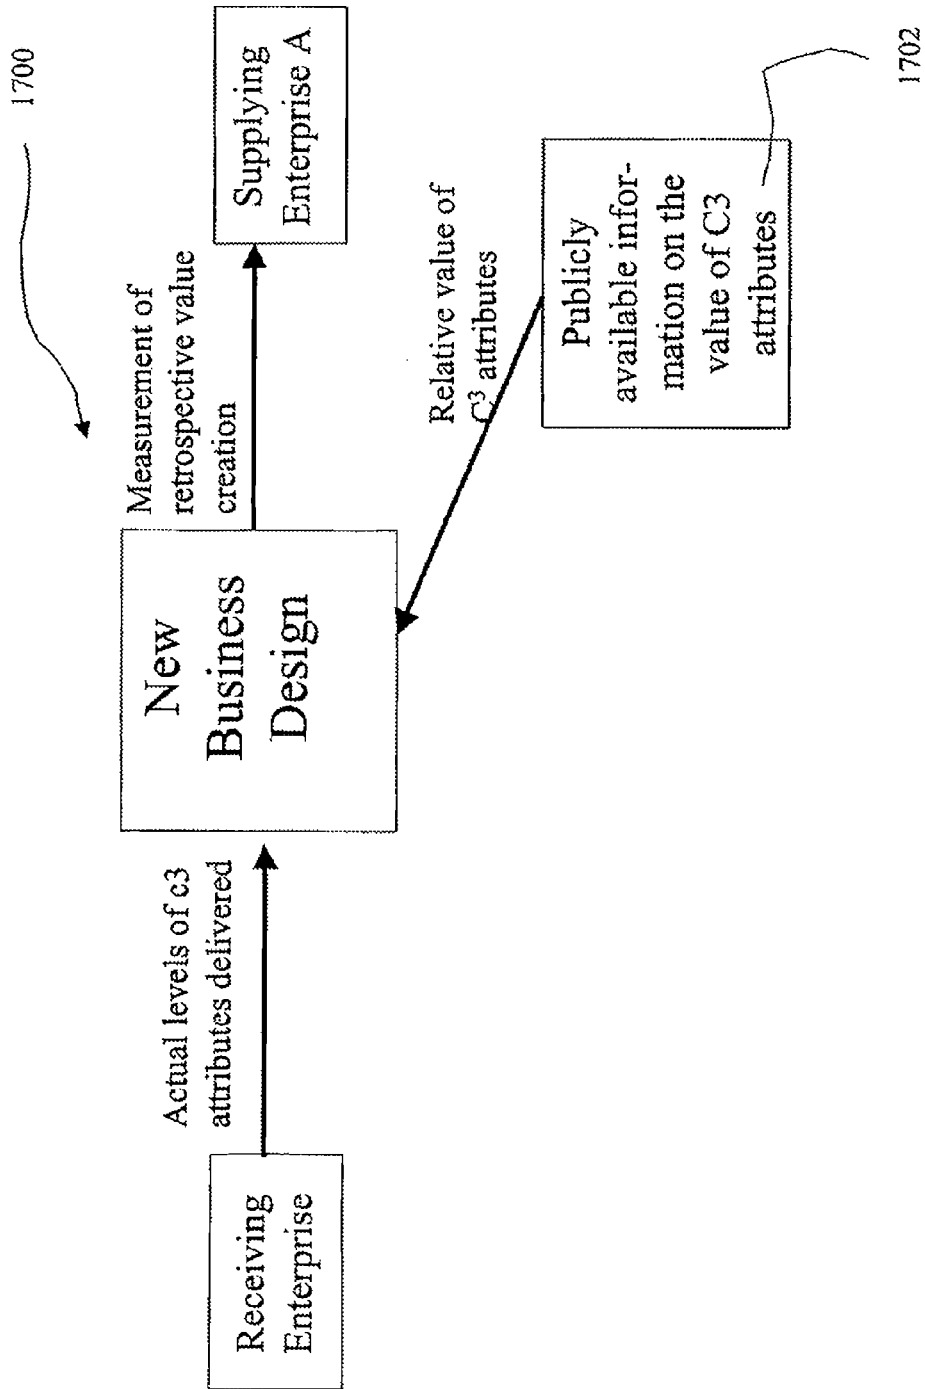 1700
Receiving
Enterprise
Actual levels of c3
attributes delivered
New
Business
Design
Measurement of
retrospective value
creation
Supplying
Enterprise A
Relative value of
C³ attributes
Publicly
available infor-
mation on the
value of C3
attributes
1702